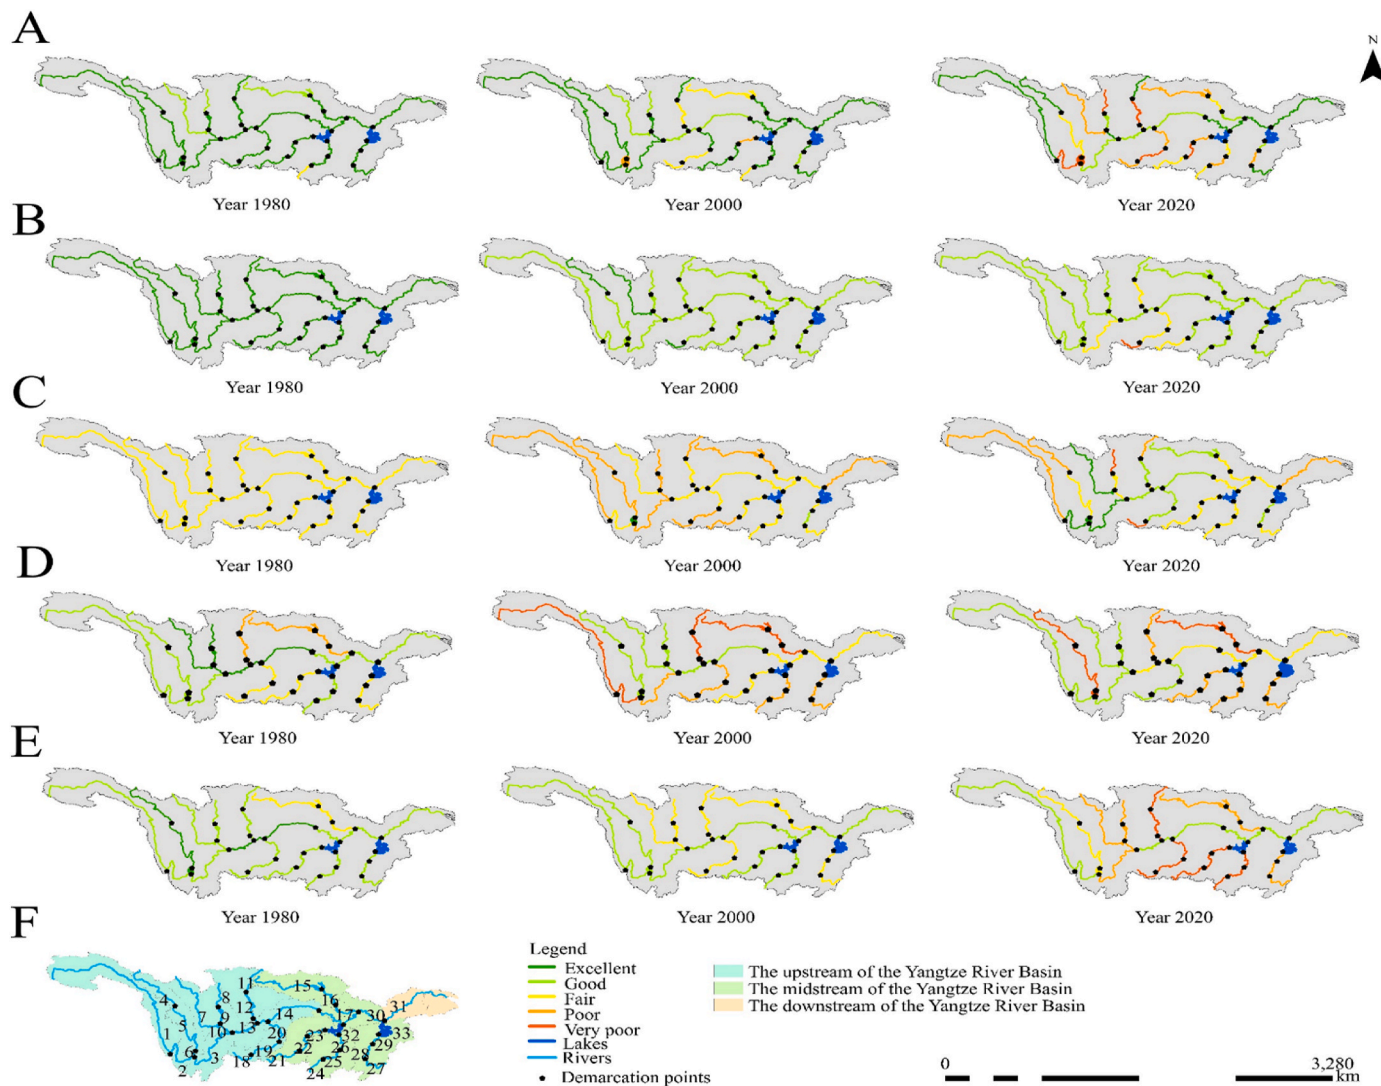 A
N
Year 1980
Year 2000
Year 2020
B
Year 1980
Year 2000
Year 2020
C
Year 1980
Year 2000
Year 2020
D
Year 1980
Year 2000
Year 2020
E
Year 1980
Year 2000
Year 2020
F
1
2
3
4
5
6
7
8
9
10
11
12
13
14
15
16
17
18
19
20
21
22
23
24
25
26
27
28
29
30
31
32
33
Legend
Excellent
Good
Fair
Poor
Very poor
Lakes
Rivers
Demarcation points
The upstream of the Yangtze River Basin
The midstream of the Yangtze River Basin
The downstream of the Yangtze River Basin
0 3,280
km